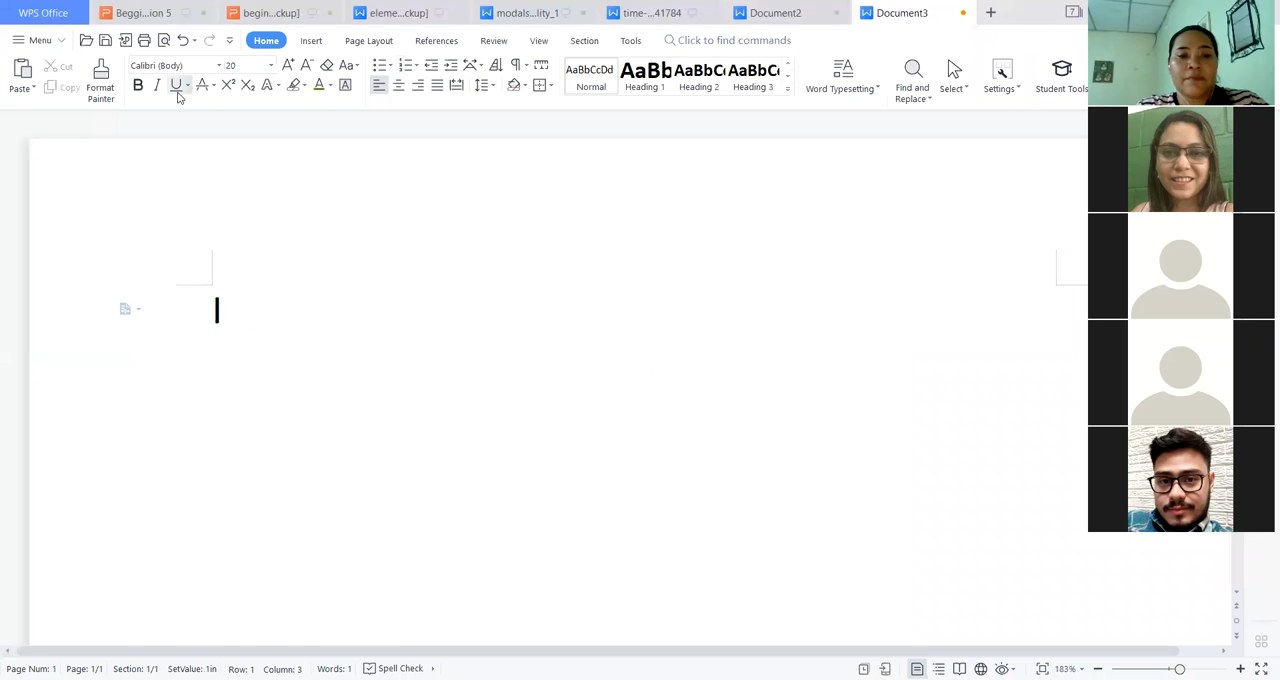 WPS Office Beggi...ion 5 begin...ckup] eleme...ckup] modals...lity_1 time-...41784 Document2 Document3 7
Menu Home Insert Page Layout References Review View Section Tools Click to find commands
Paste Cut Copy Format Painter Calibri (Body) 20 AaBbCcDd Normal AaBb Heading 1 AaBbC Heading 2 AaBbC Heading 3 Word Typesetting Find and Replace Select Settings Student Tools
Page Num: 1 Page: 1/1 Section: 1/1 SetValue: 1in Row: 1 Column: 3 Words: 1 Spell Check 183%